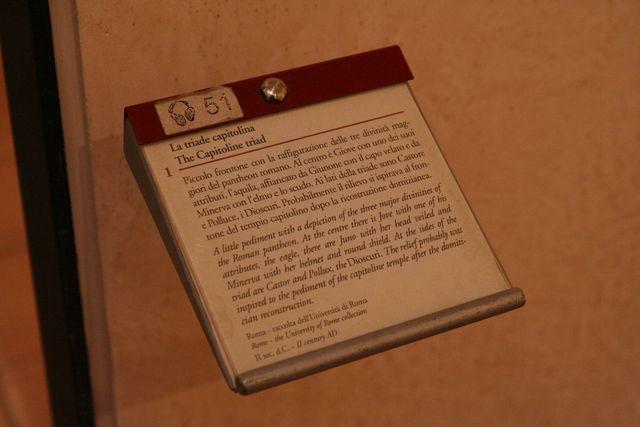 51
La triade capitolina
The Capitoline triad
1 Piccolo frontone con la raffigurazione delle tre divinità mag-
giori del pantheon romano. Al centro è Giove con uno dei suoi
attributi, l'aquila, affiancato da Giunone con il capo velato e da
Minerva con l'elmo e lo scudo. Ai lati della triade sono Castore
e Polluce, i Dioscuri. Probabilmente il rilievo si ispirava al fron-
tone del tempio capitolino dopo la ricostruzione domizianea.
A little pediment with a depiction of the three major divinities of
the Roman pantheon. At the centre there is Jove with one of his
attributes, the eagle, there are Juno with her head veiled and
Minerva with her helmet and round shield. At the sides of the
triad are Castor and Pollux, the Dioscuri. The relief probably was
inspired to the pediment of the capitoline temple after the domit-
cian reconstruction.
Roma - raccolta dell'Università di Roma
Rome - the University of Rome collection
II sec. d.C. - II century AD